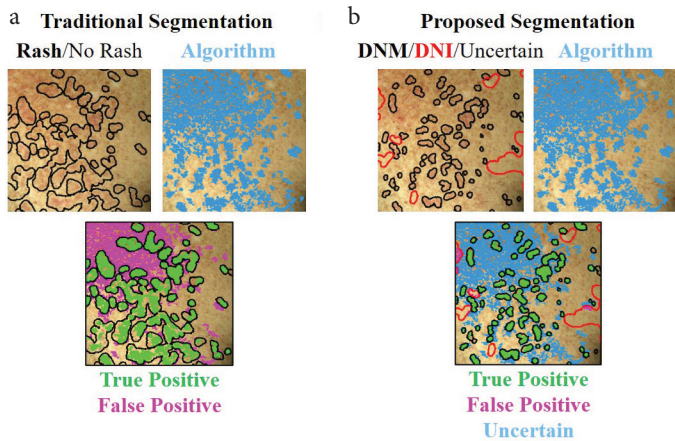 a
Traditional Segmentation
Rash/No Rash
Algorithm
True Positive
False Positive
b
Proposed Segmentation
DNM/DNI/Uncertain
Algorithm
True Positive
False Positive
Uncertain